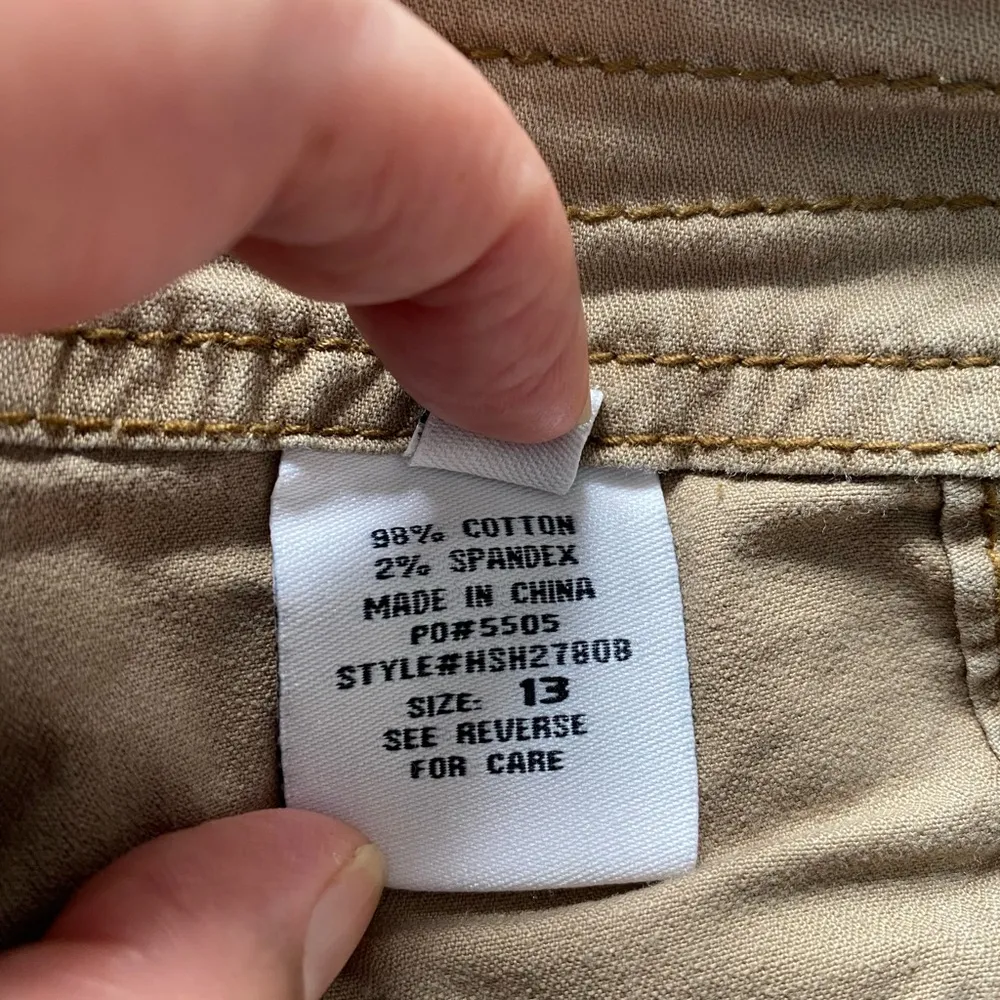 98% COTTON
2% SPANDEX
MADE IN CHINA
PO#5505
STYLE#HSH27808
SIZE: 13
SEE REVERSE
FOR CARE